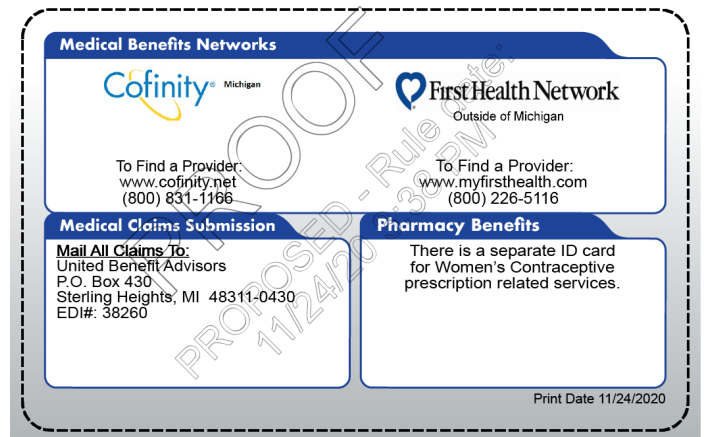 Medical Benefits Networks
Cofinity® Michigan
To Find a Provider:
www.cofinity.net
(800) 831-1166
First Health Network
Outside of Michigan
To Find a Provider:
www.myfirsthealth.com
(800) 226-5116
Medical Claims Submission
Mail All Claims To:
United Benefit Advisors
P.O. Box 430
Sterling Heights, MI 48311-0430
EDI#: 38260
Pharmacy Benefits
There is a separate ID card
for Women's Contraceptive
prescription related services.
Print Date 11/24/2020
PROOF
PROPOSED - Rule date:
11/24/20 3:38 PM